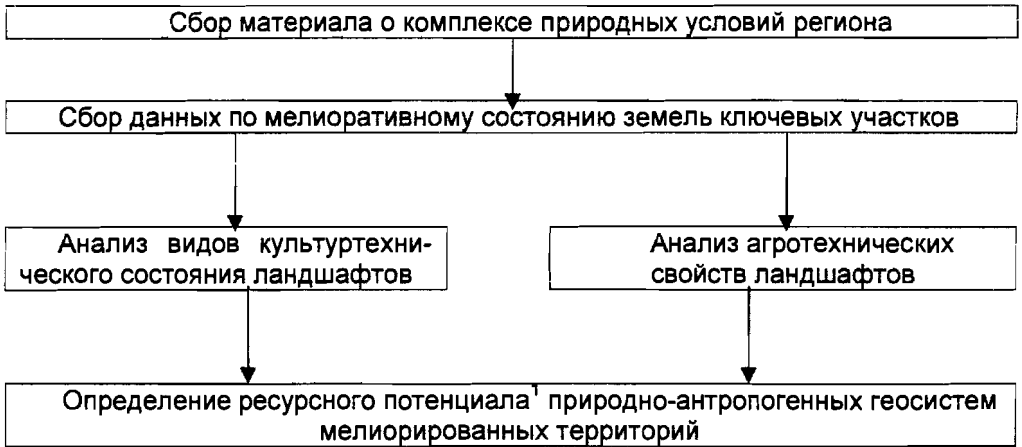 Сбор материала о комплексе природных условий региона
Сбор данных по мелиоративному состоянию земель ключевых участков
Анализ видов культуртехни-
ческого состояния ландшафтов
Анализ агротехнических
свойств ландшафтов
Определение ресурсного потенциала¹ природно-антропогенных геосистем
мелиорированных территорий